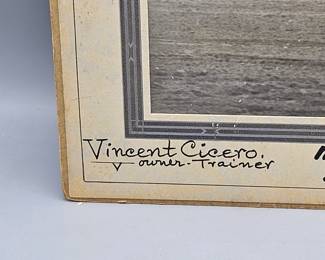 Vincent Cicero,
owner-Trainer